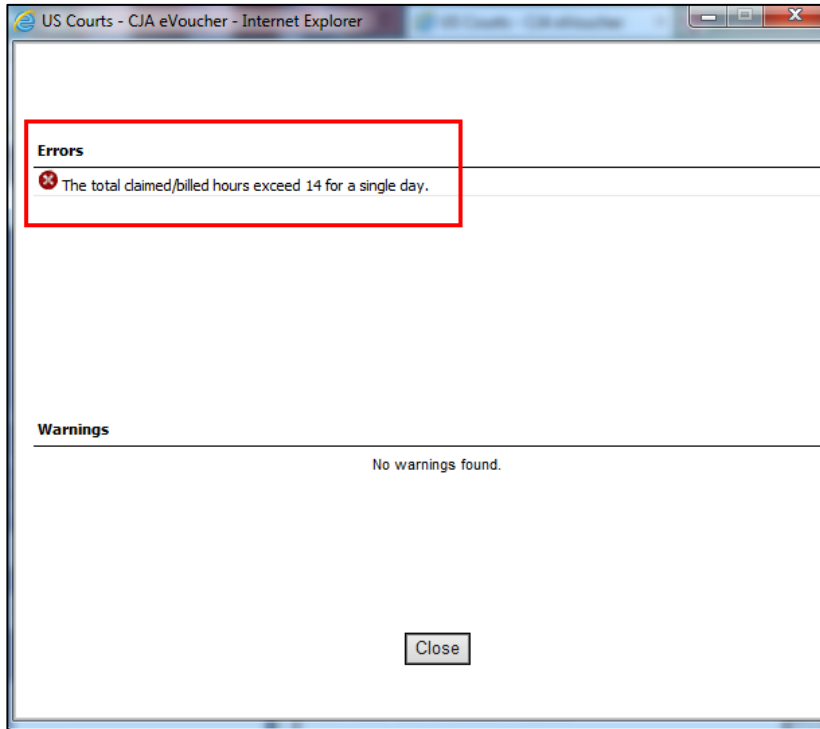 US Courts - CJA eVoucher - Internet Explorer
Errors
The total claimed/billed hours exceed 14 for a single day.
Warnings
No warnings found.
Close